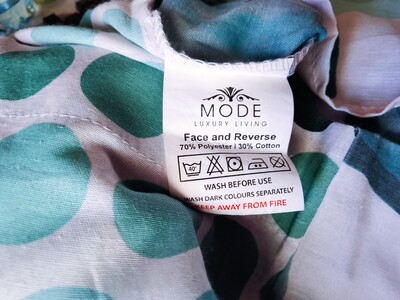 MODE
LUXURY LIVING
Face and Reverse
70% Polyester | 30% Cotton
40°
WASH BEFORE USE
WASH DARK COLOURS SEPARATELY
KEEP AWAY FROM FIRE